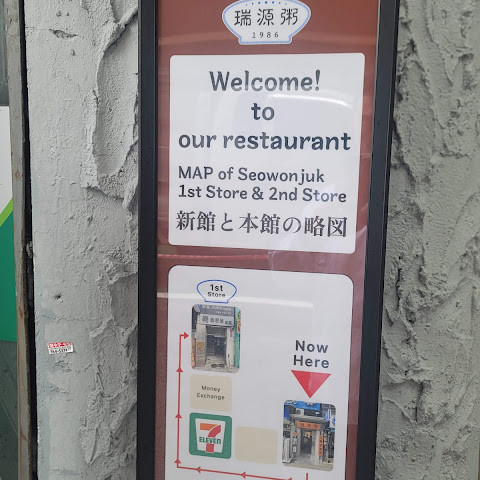 瑞源粥
1986
Welcome!
to
our restaurant
MAP of Seowonjuk
1st Store & 2nd Store
新館と本館の略図
1st
Store
Now
Here
Money
Exchange
7
ELEVEN